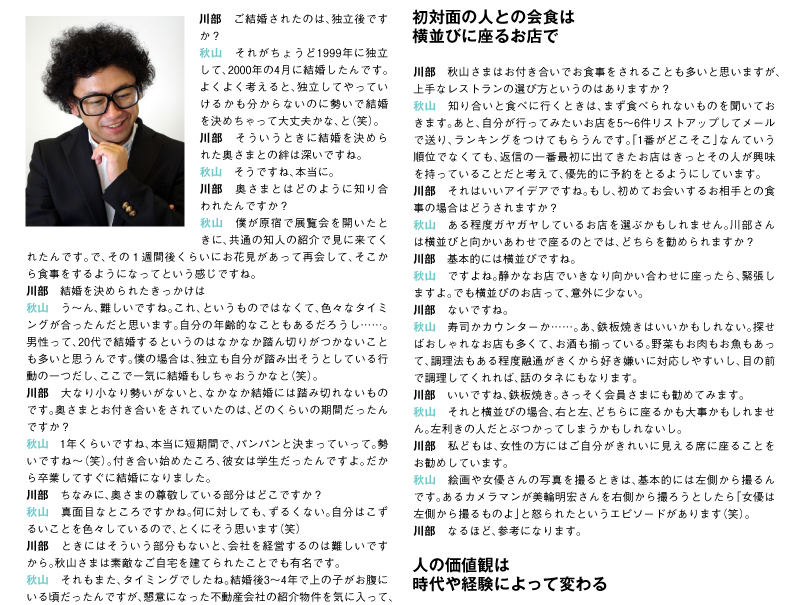 川部　ご結婚されたのは、独立後です
か？
秋山　それがちょうど1999年に独立
して、2000年の4月に結婚したんです。
よくよく考えると、独立してやってい
けるかも分からないのに勢いで結婚
を決めちゃって大丈夫かな、と（笑）。
川部　そういうときに結婚を決めら
れた奥さまとの絆は深いですね。
秋山　そうですね、本当に。
川部　奥さまとはどのように知り合
われたんですか？
秋山　僕が原宿で展覧会を開いたと
きに、共通の知人の紹介で見に来てく
れたんです。で、その１週間後くらいにお花見があって再会して、そこか
ら食事をするようになってという感じですね。
川部　結婚を決められたきっかけは
秋山　う〜ん、難しいですね。これ、というものではなくて、色々なタイミ
ングが合ったんだと思います。自分の年齢的なこともあるだろうし……。
男性って、20代で結婚するというのはなかなか踏ん切りがつかないこと
も多いと思うんです。僕の場合は、独立も自分が踏み出そうとしている行
動の一つだし、ここで一気に結婚もしちゃおうかなと（笑）。
川部　大なり小なり勢いがないと、なかなか結婚には踏み切れないもの
です。奥さまとお付き合いをされていたのは、どのくらいの期間だったん
ですか？
秋山　1年くらいですね、本当に短期間で、バンバンと決まっていって。勢
いですね〜（笑）。付き合い始めたころ、彼女は学生だったんですよ。だか
ら卒業してすぐに結婚になりました。
川部　ちなみに、奥さまの尊敬している部分はどこですか？
秋山　真面目なところですかね。何に対しても、ずるくない。自分はこず
るいことを色々しているので、とくにそう思います（笑）
川部　ときにはそういう部分もないと、会社を経営するのは難しいです
から。秋山さまは素敵なご自宅を建てられたことでも有名です。
秋山　それもまた、タイミングでしたね。結婚後3〜4年で上の子がお腹に
いる頃だったんですが、懇意になった不動産会社の紹介物件を気に入って、
初対面の人との会食は
横並びに座るお店で
川部　秋山さまはお付き合いでお食事をされることも多いと思いますが、
上手なレストランの選び方というのはありますか？
秋山　知り合いと食べに行くときは、まず食べられないものを聞いてお
きます。あと、自分が行ってみたいお店を5〜6件リストアップしてメール
で送り、ランキングをつけてもらうんです。「1番がどこそこ」なんていう
順位でなくても、返信の一番最初に出てきたお店はきっとその人が興味
を持っていることだと考えて、優先的に予約をとるようにしています。
川部　それはいいアイデアですね。もし、初めてお会いするお相手との食
事の場合はどうされますか？
秋山　ある程度ガヤガヤしているお店を選ぶかもしれません。川部さん
は横並びと向かいあわせで座るのとでは、どちらを勧められますか？
川部　基本的には横並びですね。
秋山　ですよね。静かなお店でいきなり向かい合わせに座ったら、緊張し
ますよ。でも横並びのお店って、意外に少ない。
川部　ないですね。
秋山　寿司かカウンターか……。あ、鉄板焼きはいいかもしれない。探せ
ばおしゃれなお店も多くて、お酒も揃っている。野菜もお肉もお魚もあっ
て、調理法もある程度融通がきくから好き嫌いに対応しやすいし、目の前
で調理してくれれば、話のタネにもなります。
川部　いいですね、鉄板焼き。さっそく会員さまにも勧めてみます。
秋山　それと横並びの場合、右と左、どちらに座るかも大事かもしれませ
ん。左利きの人だとぶつかってしまうかもしれないし。
川部　私どもは、女性の方にはご自分がきれいに見える席に座ることを
お勧めしています。
秋山　絵画や女優さんの写真を撮るときは、基本的には左側から撮るん
です。あるカメラマンが美輪明宏さんを右側から撮ろうとしたら「女優は
左側から撮るものよ」と怒られたというエピソードがあります（笑）。
川部　なるほど、参考になります。
人の価値観は
時代や経験によって変わる